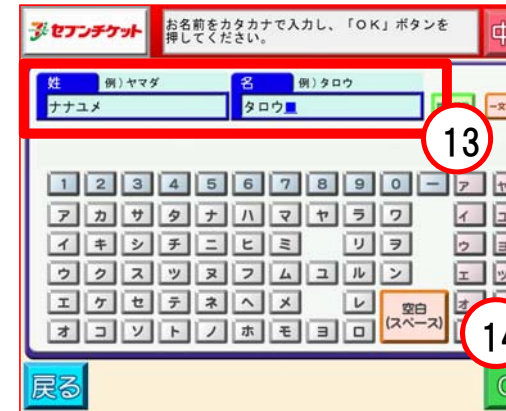 セブンチケット
お名前をカタカナで入力し、「OK」ボタンを
押してください。
姓 例)ヤマダ 名 例)タロウ
ナナユメ タロウ
13
1 2 3 4 5 6 7 8 9 0 ー ァ
ア カ サ タ ナ ハ マ ヤ ラ ワ ィ
イ キ シ チ ニ ヒ ミ リ ヲ ゥ
ウ ク ス ツ ヌ フ ム ユ ル ン ェ
エ ケ セ テ ネ ヘ メ レ 空白 ォ
(スペース)
オ コ ソ ト ノ ホ モ ヨ ロ
14
戻る